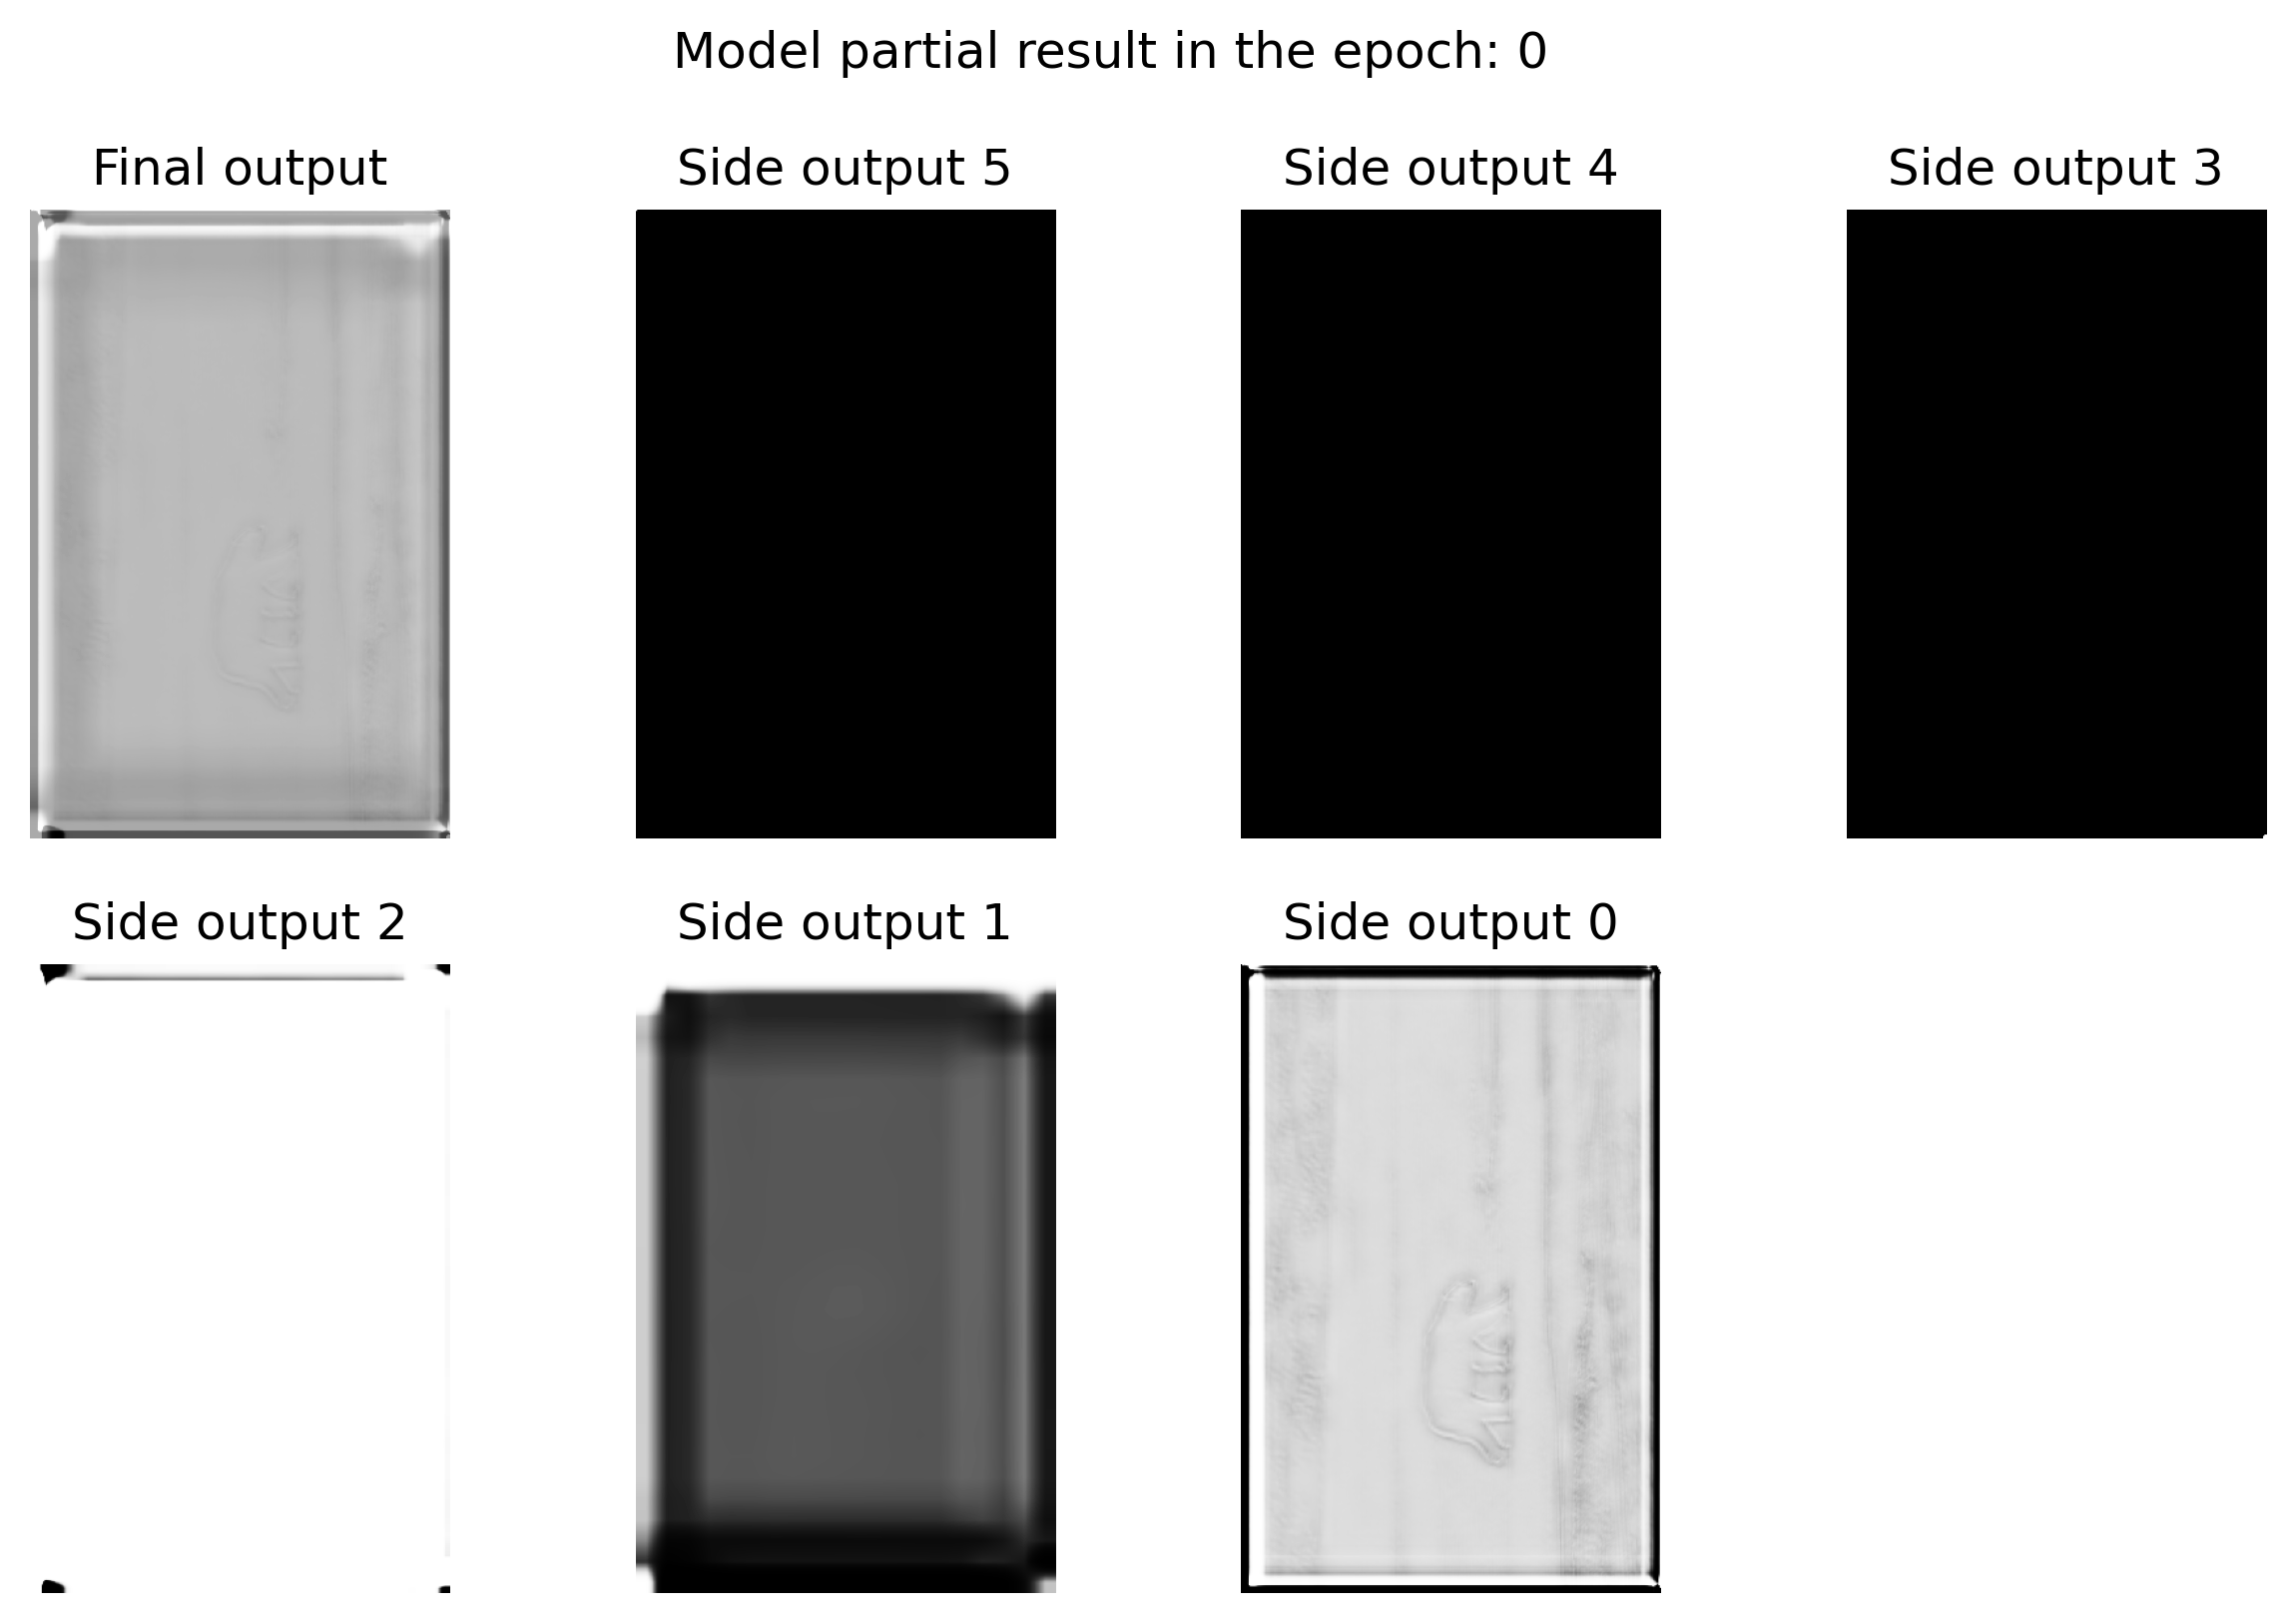 Model partial result in the epoch: 0
Final output
Side output 5
Side output 4
Side output 3
Side output 2
Side output 1
Side output 0